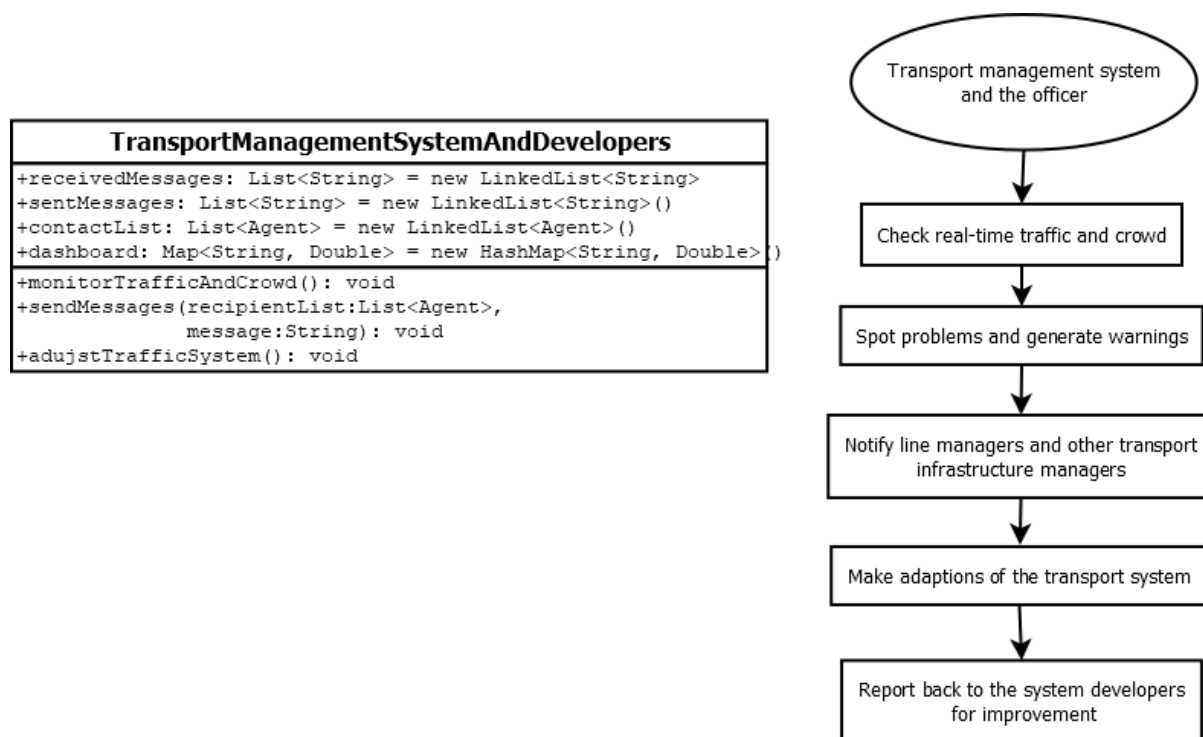 TransportManagementSystemAndDevelopers
+receivedMessages: List<String> = new LinkedList<String>
+sentMessages: List<String> = new LinkedList<String>()
+contactList: List<Agent> = new LinkedList<Agent>()
+dashboard: Map<String, Double> = new HashMap<String, Double>()
+monitorTrafficAndCrowd(): void
+sendMessages(recipientList:List<Agent>,
message:String): void
+adujstTrafficSystem(): void
Transport management system
and the officer
Check real-time traffic and crowd
Spot problems and generate warnings
Notify line managers and other transport
infrastructure managers
Make adaptions of the transport system
Report back to the system developers
for improvement